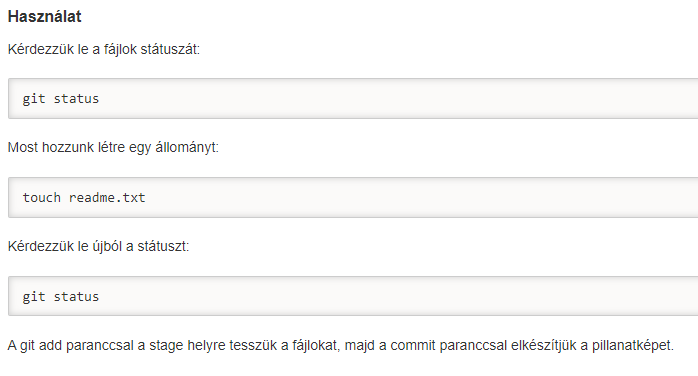 Használat
Kérdezzük le a fájlok státuszát:
git status
Most hozzunk létre egy állományt:
touch readme.txt
Kérdezzük le újból a státuszt:
git status
A git add paranccsal a stage helyre tesszük a fájlokat, majd a commit paranccsal elkészítjük a pillanatképet.